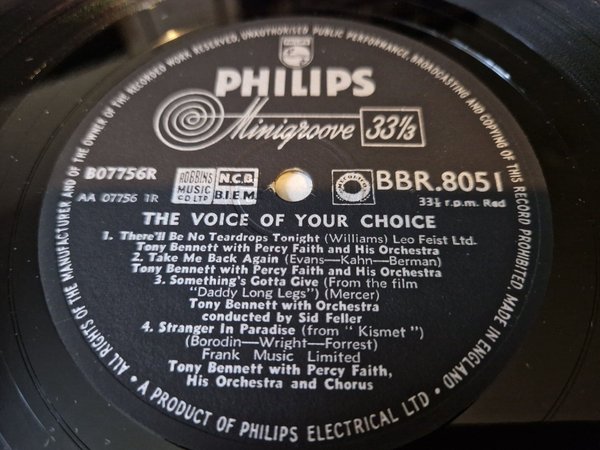 ALL RIGHTS OF THE MANUFACTURER AND OF THE OWNER OF THE RECORDED WORK RESERVED. UNAUTHORISED PUBLIC PERFORMANCE, BROADCASTING AND COPYING OF THIS RECORD PROHIBITED. MADE IN ENGLAND
PHILIPS
PHILIPS
Minigroove 33⅓
B07756R
ROBBINS MUSIC CO LTD
N.C.B. B.I.E.M.
BBR.8051
AA 07756 1R
33⅓ r.p.m. Red
THE VOICE OF YOUR CHOICE
1. There'll Be No Teardrops Tonight (Williams) Leo Feist Ltd.
Tony Bennett with Percy Faith and His Orchestra
2. Take Me Back Again (Evans—Kahn—Berman)
Tony Bennett with Percy Faith and His Orchestra
3. Something's Gotta Give (From the film
"Daddy Long Legs") (Mercer)
Tony Bennett with Orchestra
conducted by Sid Feller
4. Stranger In Paradise (from "Kismet")
(Borodin—Wright—Forrest)
Frank Music Limited
Tony Bennett with Percy Faith,
His Orchestra and Chorus
• A PRODUCT OF PHILIPS ELECTRICAL LTD •